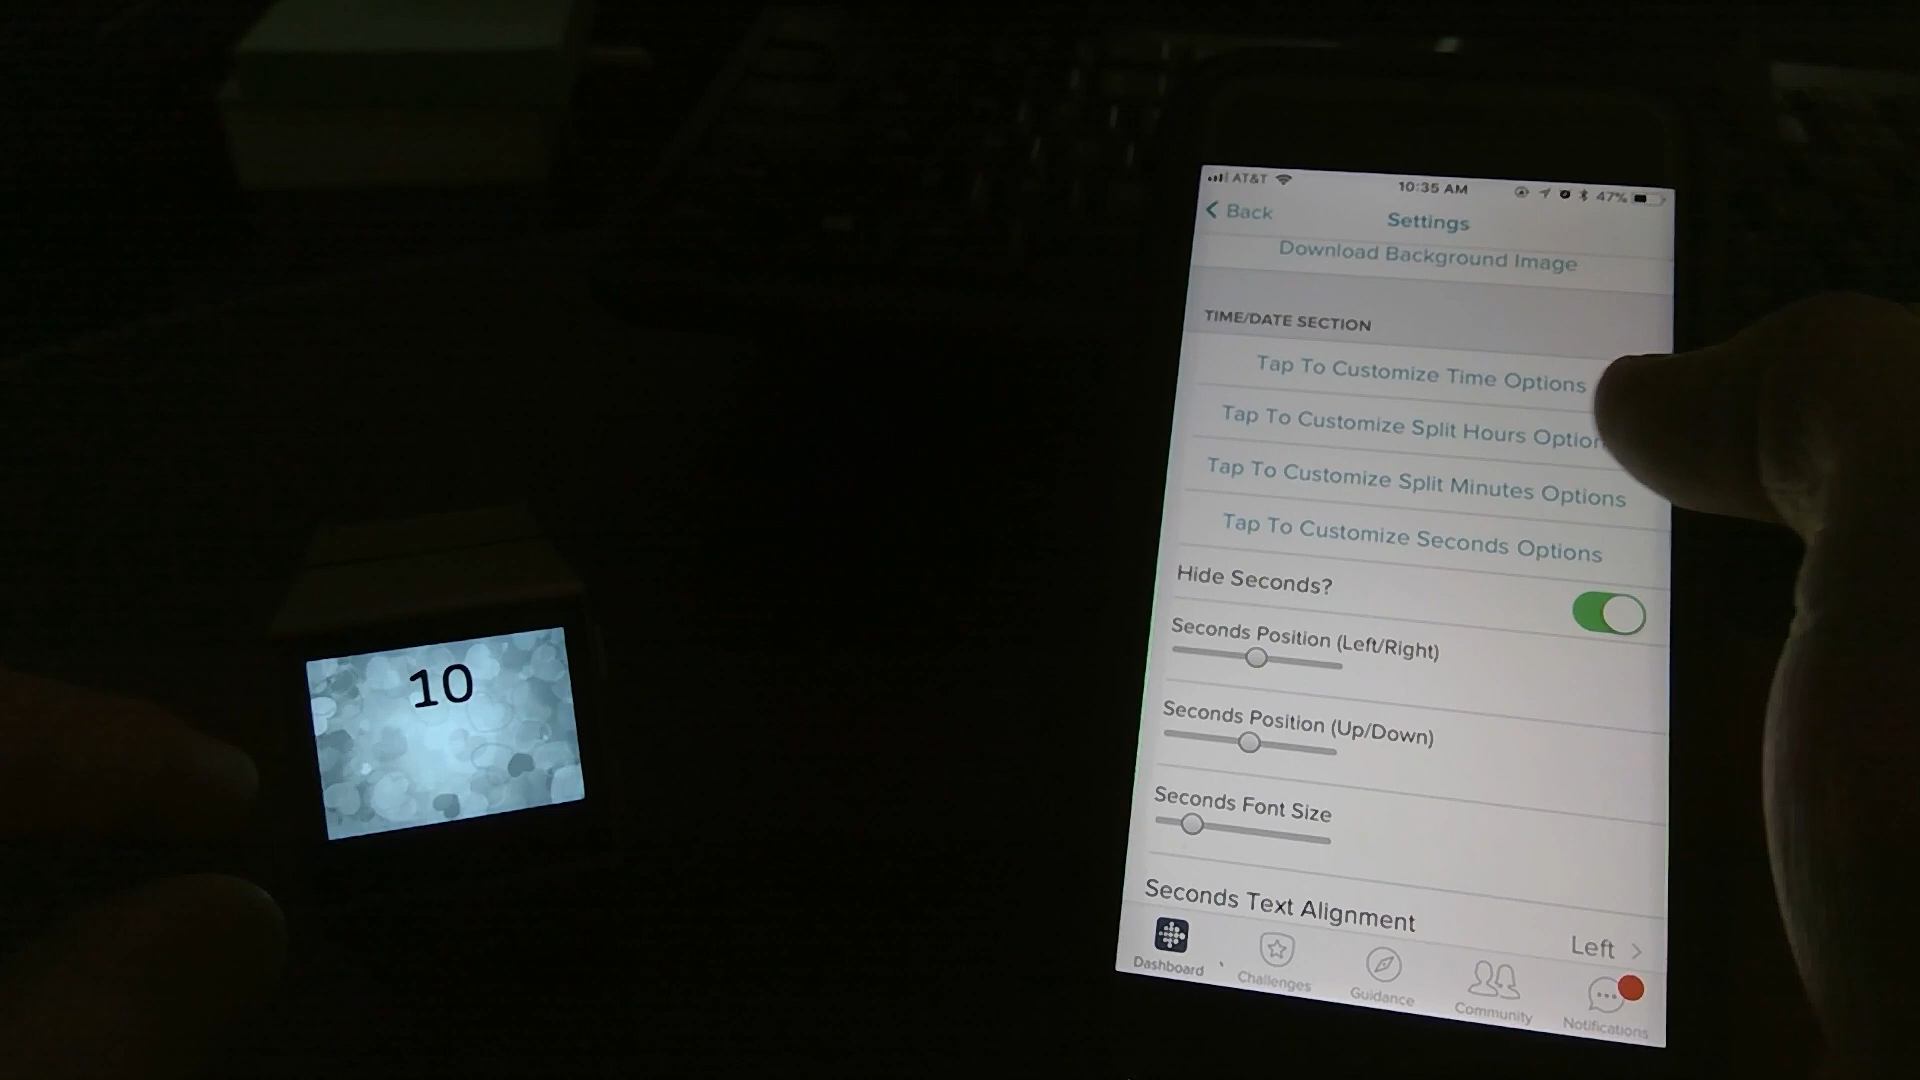 10
AT&T 10:35 AM 47%
Back Settings
Download Background Image
TIME/DATE SECTION
Tap To Customize Time Options
Tap To Customize Split Hours Option
Tap To Customize Split Minutes Options
Tap To Customize Seconds Options
Hide Seconds?
Seconds Position (Left/Right)
Seconds Position (Up/Down)
Seconds Font Size
Seconds Text Alignment
Left
Dashboard Challenges Guidance Community Notifications